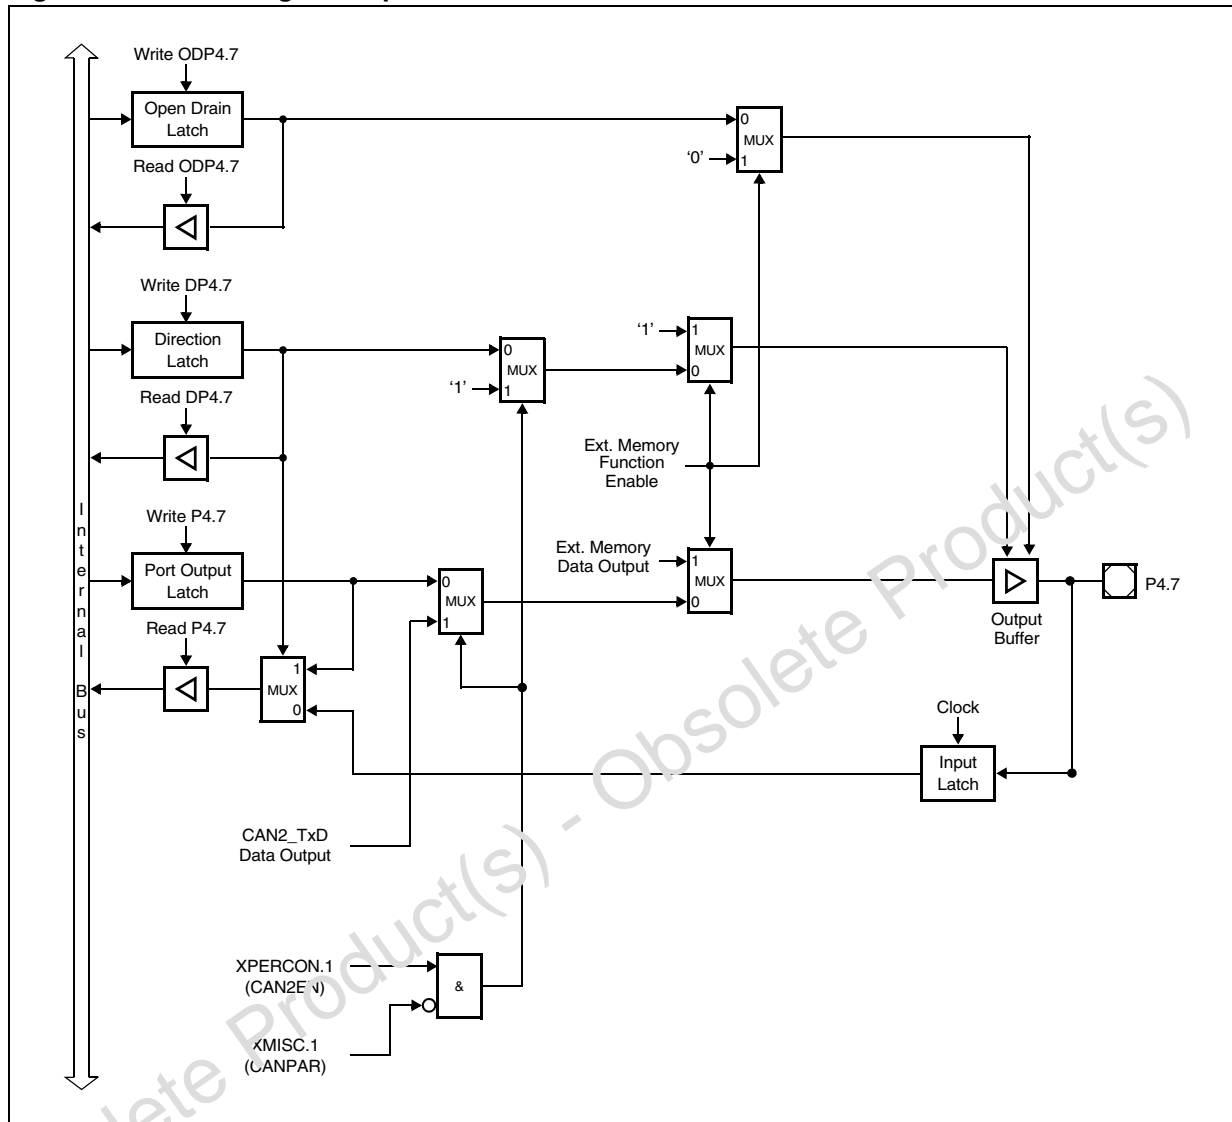 Write ODP4.7
Open Drain
Latch
Read ODP4.7
0
MUX
'0'
1
Write DP4.7
Direction
Latch
Read DP4.7
0
MUX
'1'
1
'1'
1
MUX
0
Ext. Memory
Function
Enable
Internal Bus
Write P4.7
Port Output
Latch
Read P4.7
1
MUX
0
0
MUX
1
Ext. Memory
Data Output
1
MUX
0
Output
Buffer
P4.7
Clock
Input
Latch
CAN2_TxD
Data Output
XPERCON.1
(CAN2EN)
&
XMISC.1
(CANPAR)
lete Product(s) - Obsolete Product(s)